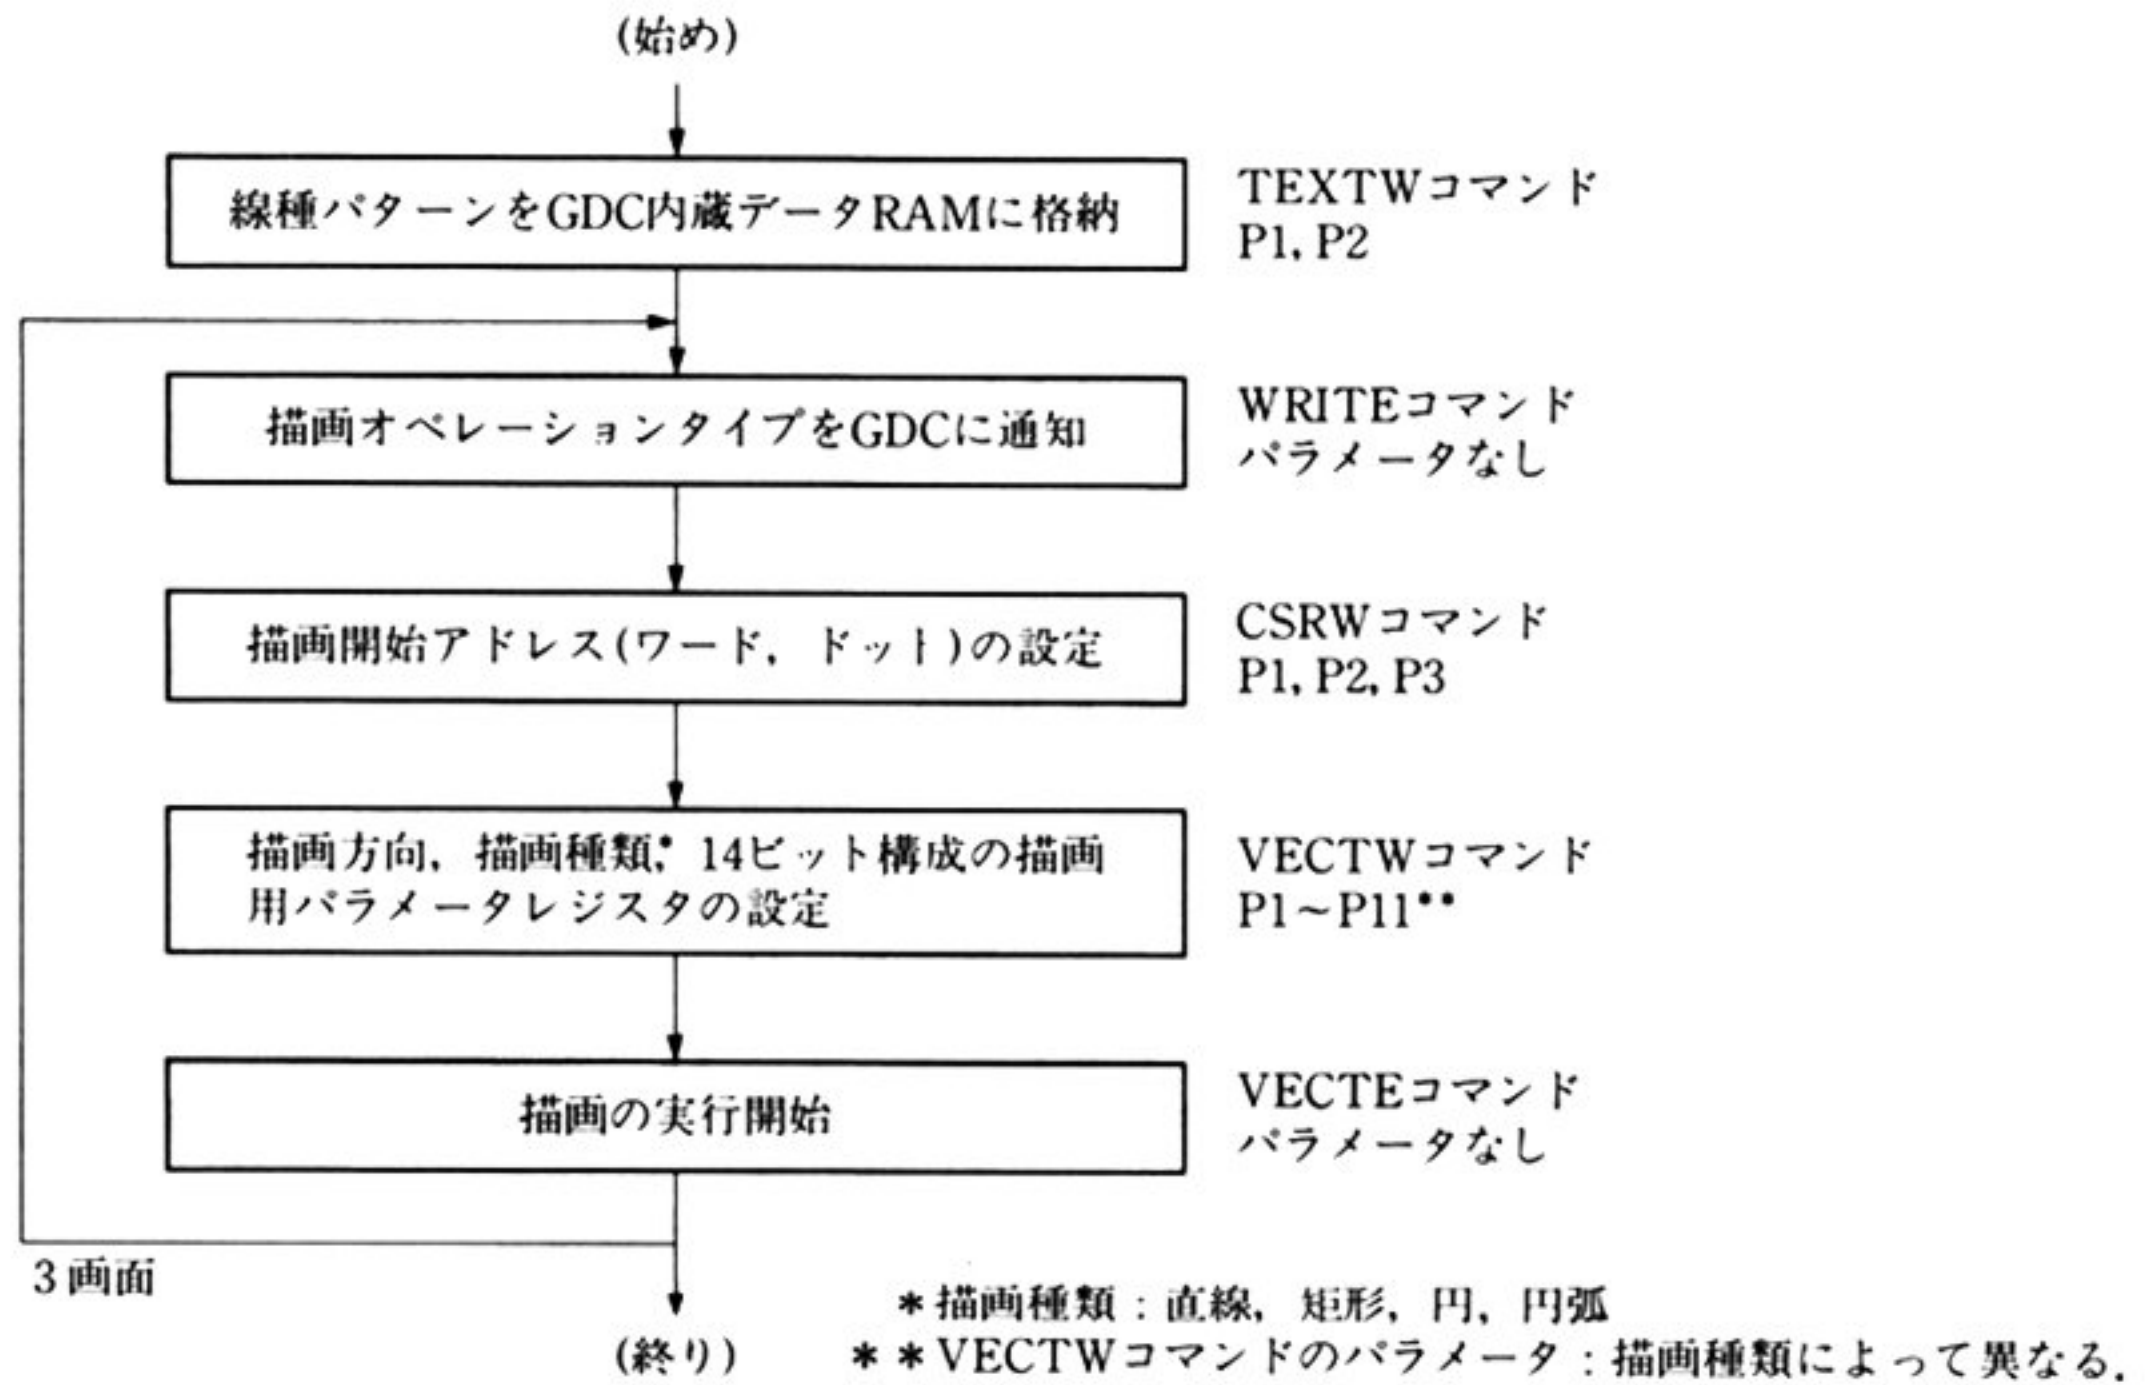 (始め)
線種パターンをGDC内蔵データRAMに格納
TEXTWコマンド
P1, P2
描画オペレーションタイプをGDCに通知
WRITEコマンド
パラメータなし
描画開始アドレス(ワード, ドット)の設定
CSRWコマンド
P1, P2, P3
描画方向, 描画種類,* 14ビット構成の描画
用パラメータレジスタの設定
VECTWコマンド
P1~P11**
描画の実行開始
VECTEコマンド
パラメータなし
3画面
(終り)
*描画種類:直線, 矩形, 円, 円弧
**VECTWコマンドのパラメータ:描画種類によって異なる.